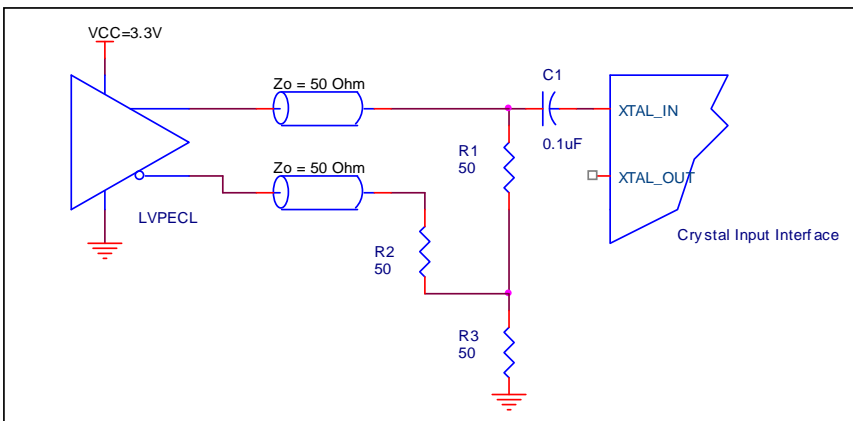 VCC=3.3V
Zo = 50 Ohm
C1
0.1uF
XTAL_IN
R1
50
Zo = 50 Ohm
XTAL_OUT
LVPECL
Crystal Input Interface
R2
50
R3
50